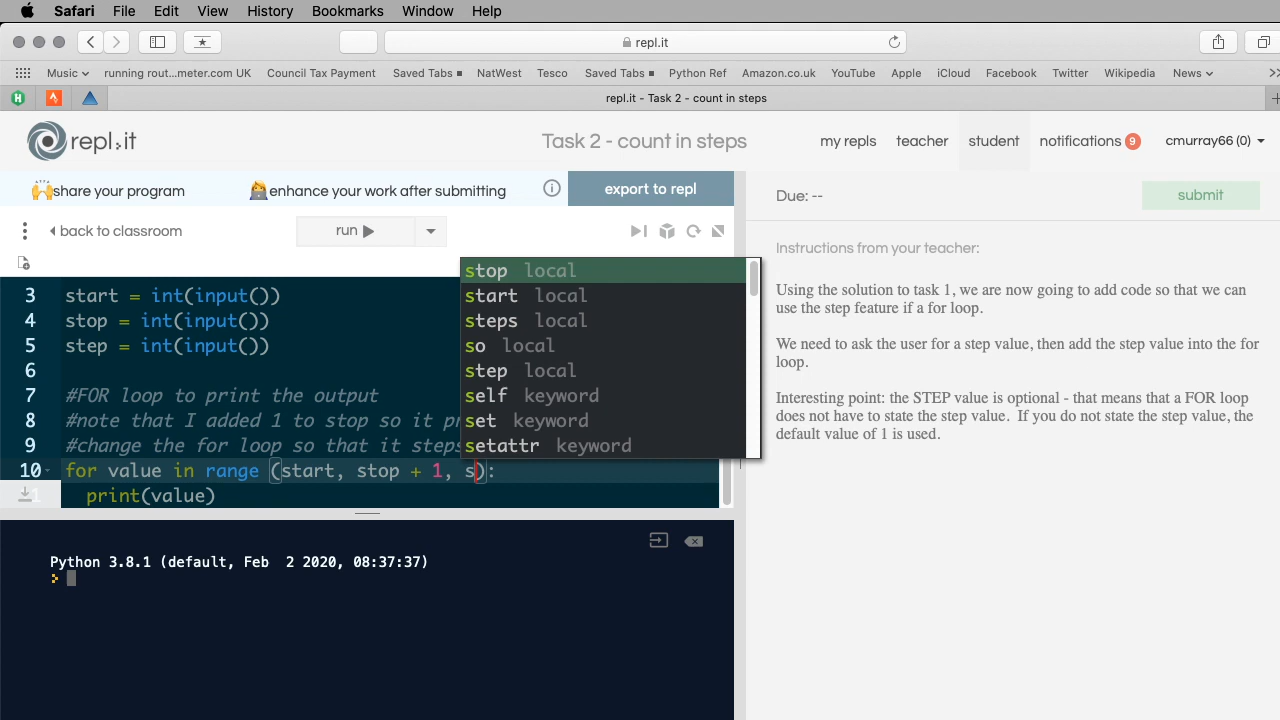 Safari File Edit View History Bookmarks Window Help
repl.it
Music running rout...meter.com UK Council Tax Payment Saved Tabs NatWest Tesco Saved Tabs Python Ref Amazon.co.uk YouTube Apple iCloud Facebook Twitter Wikipedia News
repl.it - Task 2 - count in steps
repl.it Task 2 - count in steps my repls teacher student notifications 9 cmurray66 (0)
share your program enhance your work after submitting export to repl
Due: -- submit
back to classroom run
Instructions from your teacher:
Using the solution to task 1, we are now going to add code so that we can
use the step feature if a for loop.
We need to ask the user for a step value, then add the step value into the for
loop.
Interesting point: the STEP value is optional - that means that a FOR loop
does not have to state the step value. If you do not state the step value, the
default value of 1 is used.
3 start = int(input())
4 stop = int(input())
5 step = int(input())
6
7 #FOR loop to print the output
8 #note that I added 1 to stop so it pr
9 #change the for loop so that it steps
10 for value in range (start, stop + 1, s):
print(value)
stop local
start local
steps local
so local
step local
self keyword
set keyword
setattr keyword
Python 3.8.1 (default, Feb 2 2020, 08:37:37)